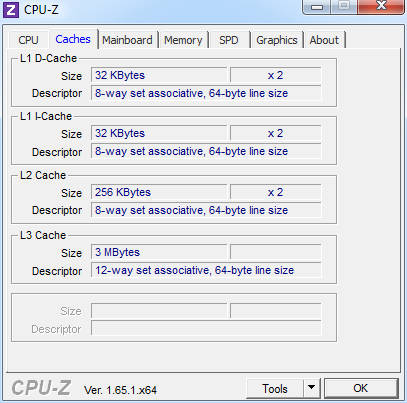 CPU-Z
CPU Caches Mainboard Memory SPD Graphics About
L1 D-Cache
Size 32 KBytes x 2
Descriptor 8-way set associative, 64-byte line size
L1 I-Cache
Size 32 KBytes x 2
Descriptor 8-way set associative, 64-byte line size
L2 Cache
Size 256 KBytes x 2
Descriptor 8-way set associative, 64-byte line size
L3 Cache
Size 3 MBytes
Descriptor 12-way set associative, 64-byte line size
Size
Descriptor
CPU-Z Ver. 1.65.1.x64 Tools OK